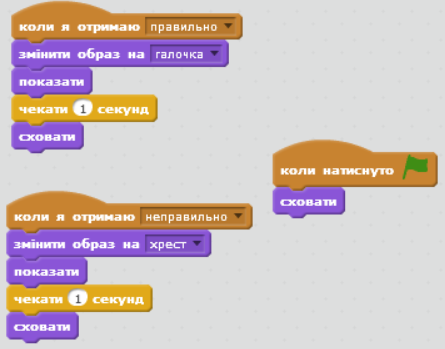 коли я отримаю правильно
змінити образ на галочка
показати
чекати 1 секунд
сховати
коли натиснуто
сховати
коли я отримаю неправильно
змінити образ на хрест
показати
чекати 1 секунд
сховати